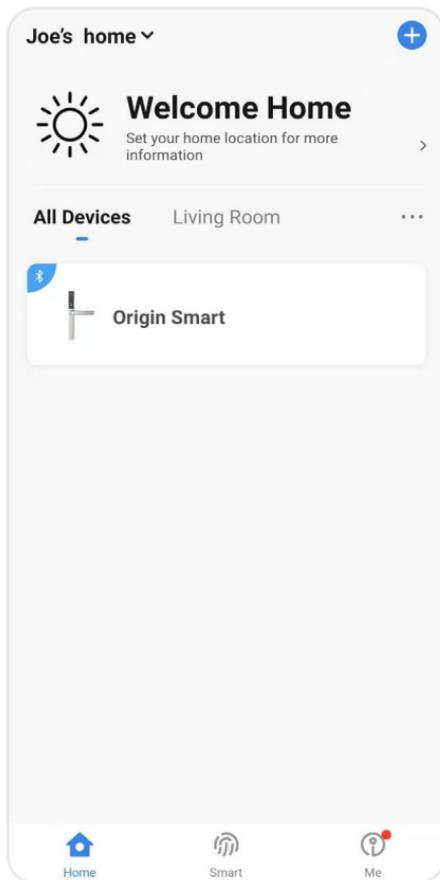 Joe's home
Welcome Home
Set your home location for more
information
All Devices
Living Room
Origin Smart
Home
Smart
Me